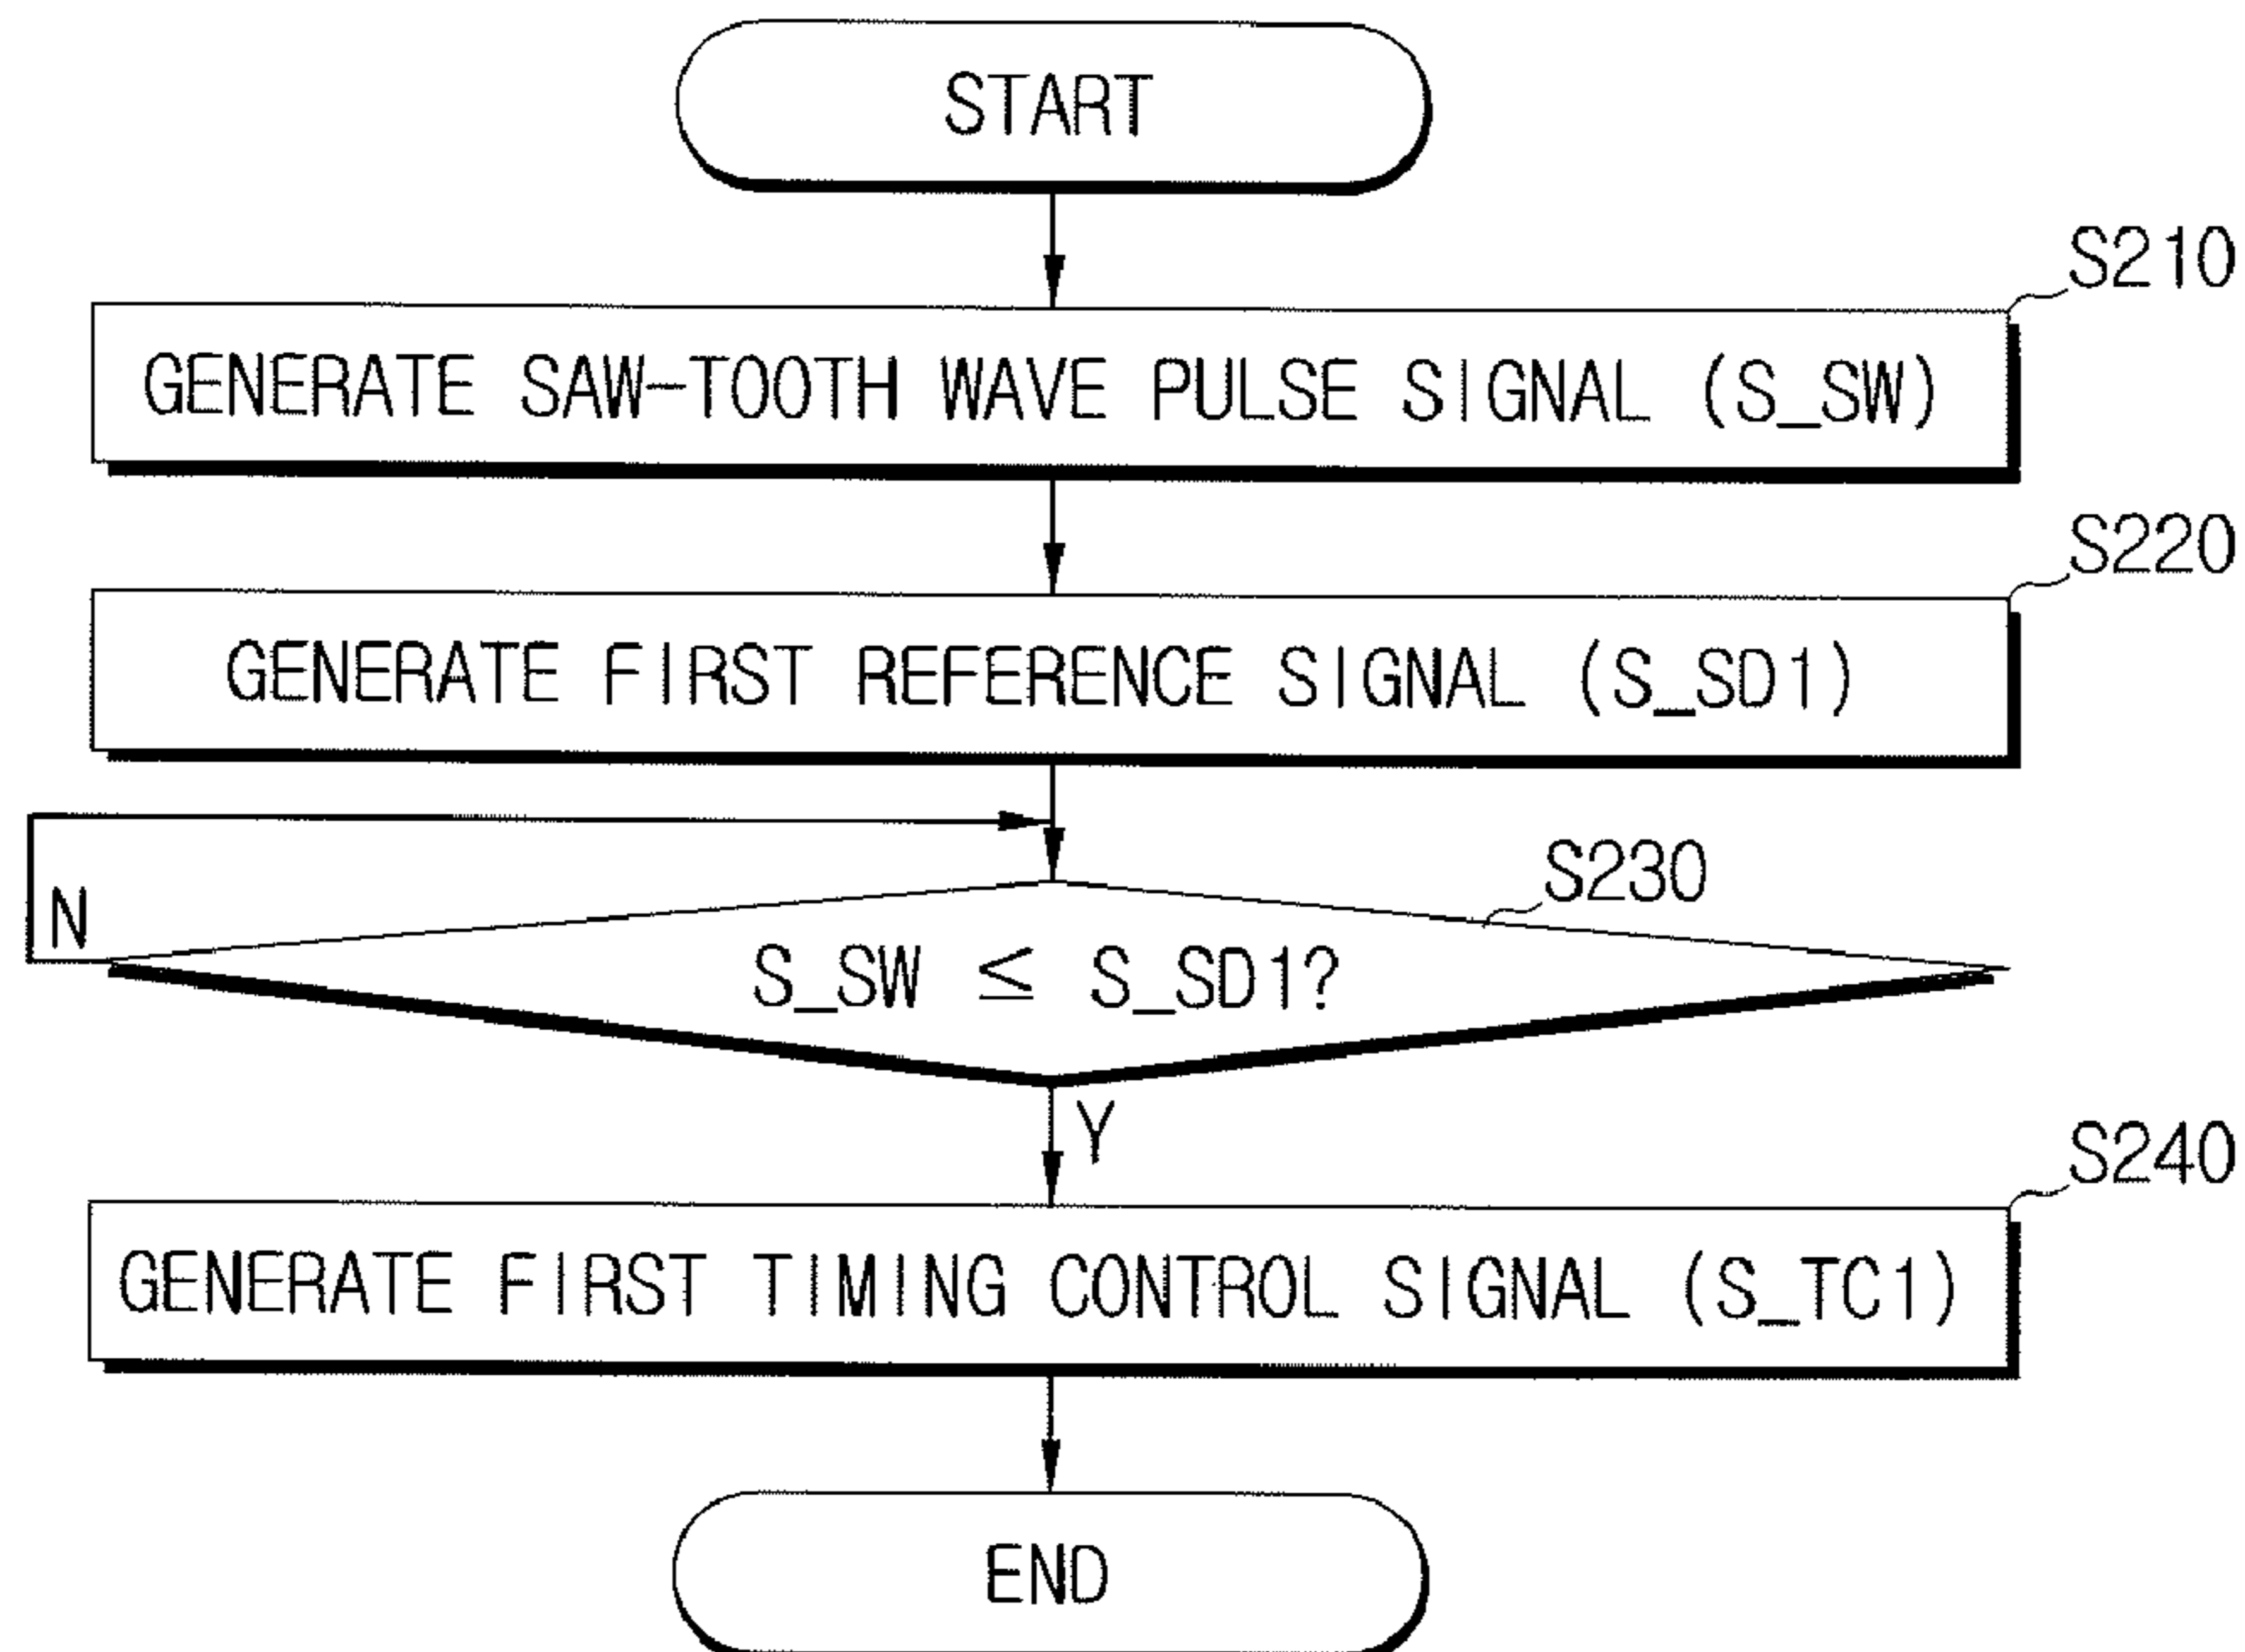 START
S210
GENERATE SAW-TOOTH WAVE PULSE SIGNAL (S_SW)
S220
GENERATE FIRST REFERENCE SIGNAL (S_SD1)
S230
N
S_SW ≤ S_SD1?
Y
S240
GENERATE FIRST TIMING CONTROL SIGNAL (S_TC1)
END